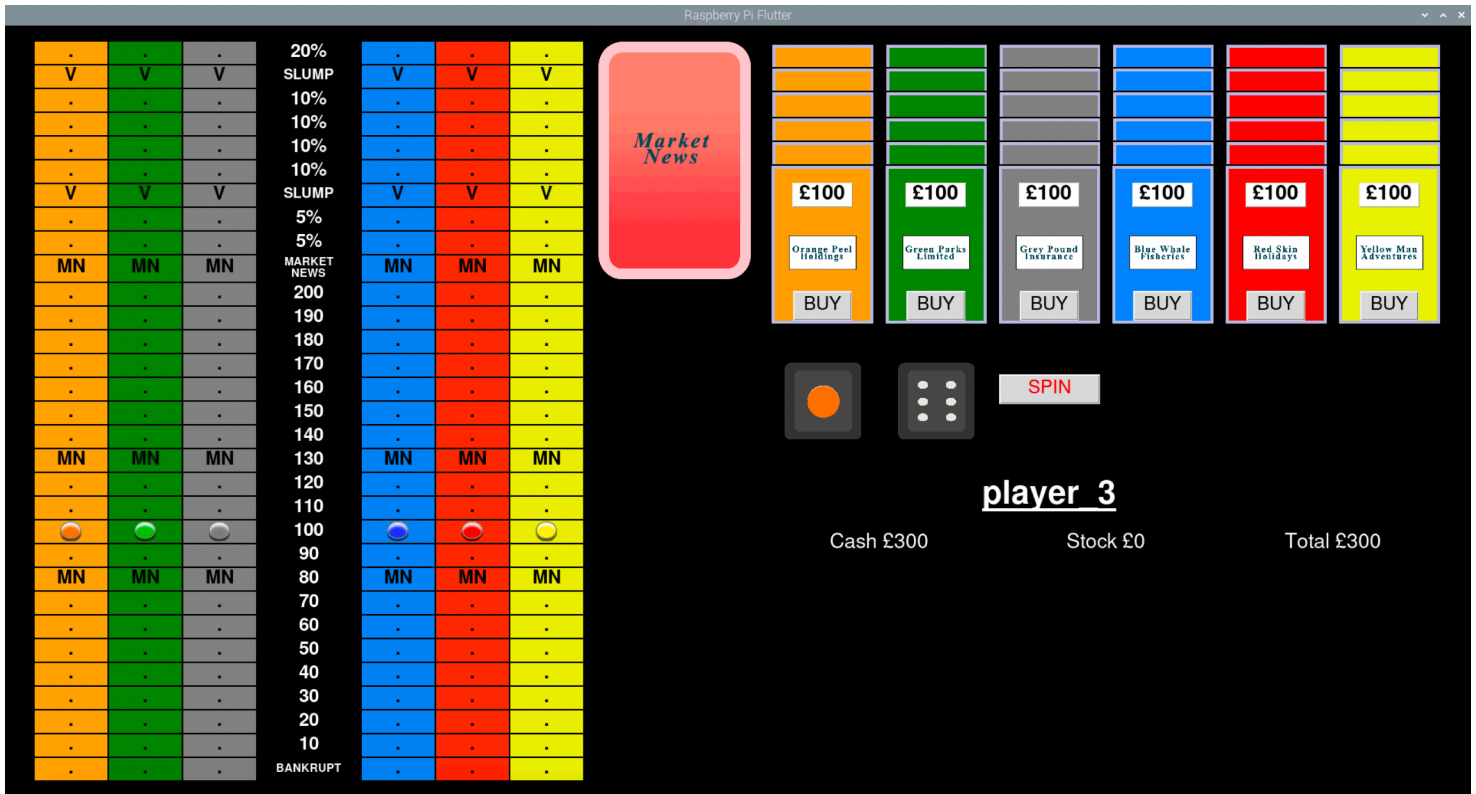 Raspberry Pi Flutter
. . . 20% . . .
V V V SLUMP V V V
. . . 10% . . .
. . . 10% . . .
. . . 10% . . .
. . . 10% . . .
V V V SLUMP V V V
. . . 5% . . .
. . . 5% . . .
MN MN MN MARKET NEWS MN MN MN
. . . 200 . . .
. . . 190 . . .
. . . 180 . . .
. . . 170 . . .
. . . 160 . . .
. . . 150 . . .
. . . 140 . . .
MN MN MN 130 MN MN MN
. . . 120 . . .
. . . 110 . . .
100
. . . 90 . . .
MN MN MN 80 MN MN MN
. . . 70 . . .
. . . 60 . . .
. . . 50 . . .
. . . 40 . . .
. . . 30 . . .
. . . 20 . . .
. . . 10 . . .
. . . BANKRUPT . . .
Market
News
£100 £100 £100 £100 £100 £100
Orange Peel Holdings
Green Parks Limited
Grey Pound Insurance
Blue Whale Fisheries
Red Skin Holidays
Yellow Man Adventures
BUY BUY BUY BUY BUY BUY
SPIN
player_3
Cash £300 Stock £0 Total £300